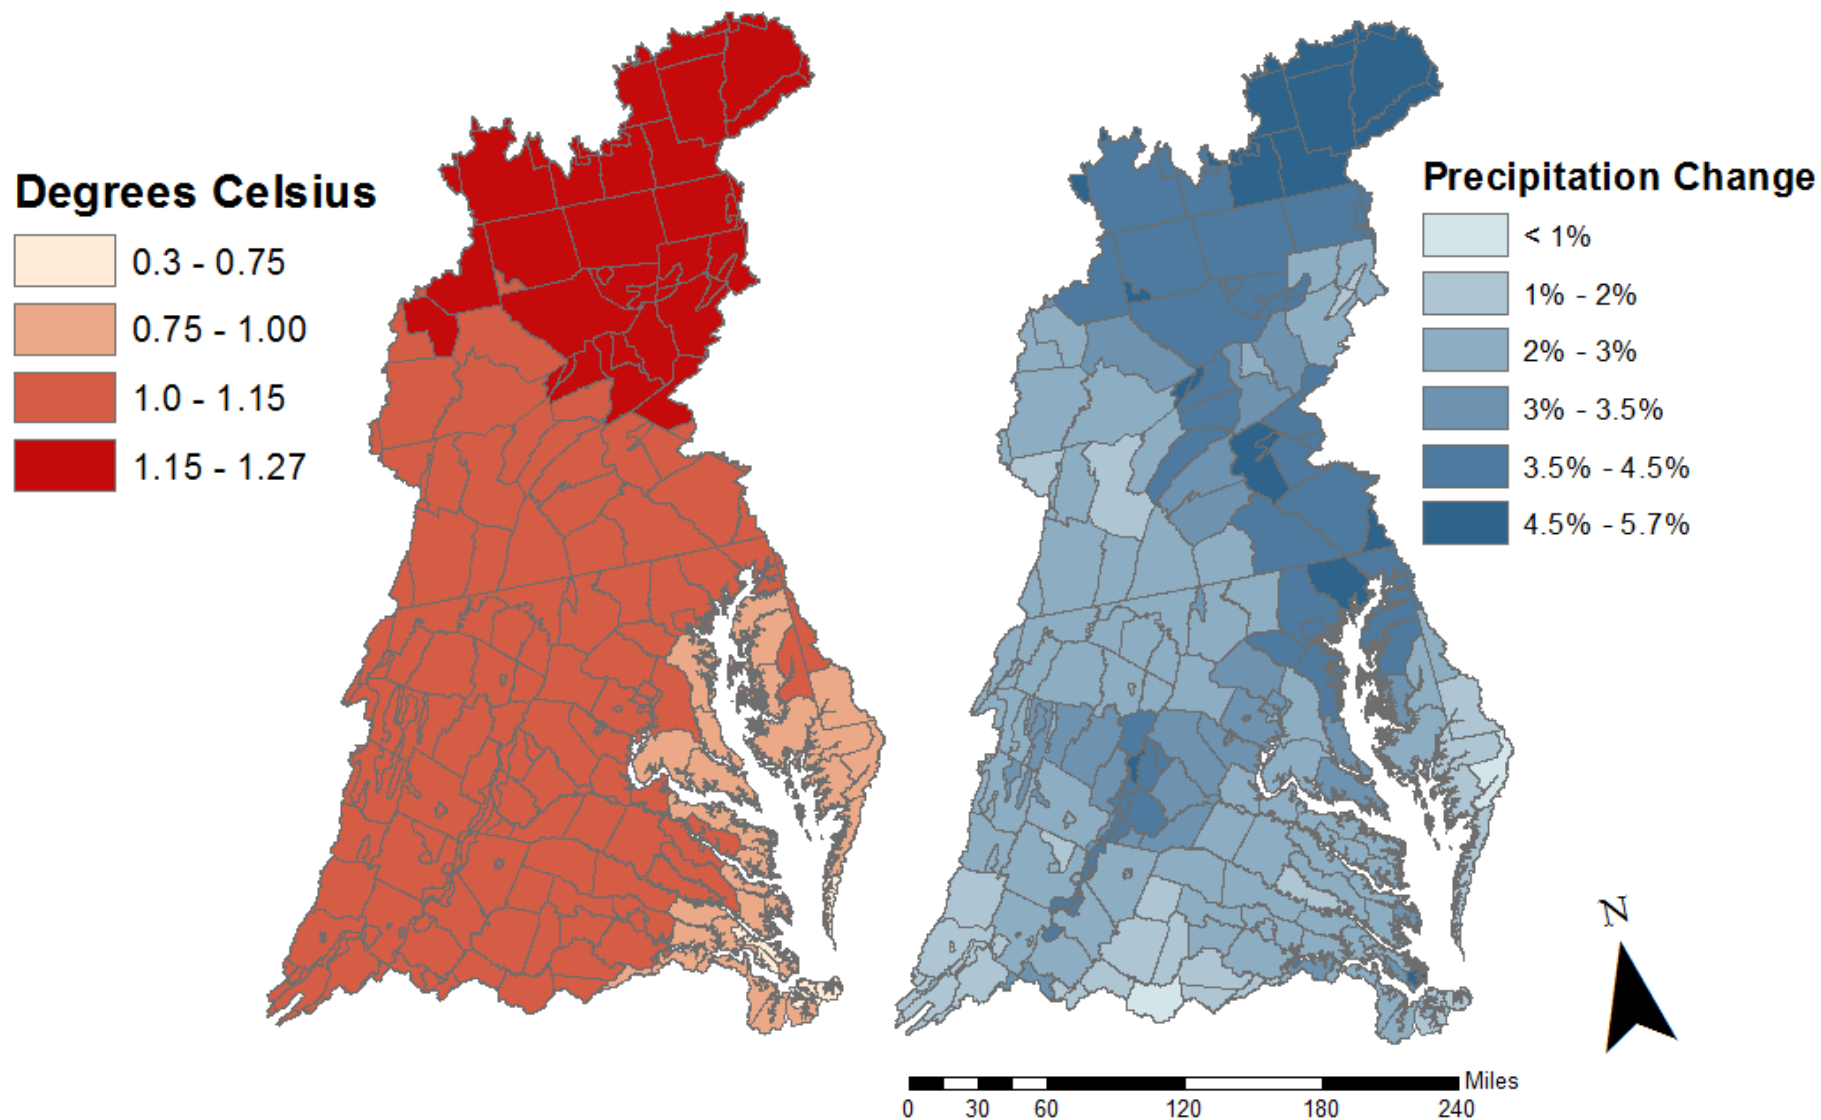 Degrees Celsius
0.3 - 0.75
0.75 - 1.00
1.0 - 1.15
1.15 - 1.27
Precipitation Change
< 1%
1% - 2%
2% - 3%
3% - 3.5%
3.5% - 4.5%
4.5% - 5.7%
N
Miles
0 30 60 120 180 240